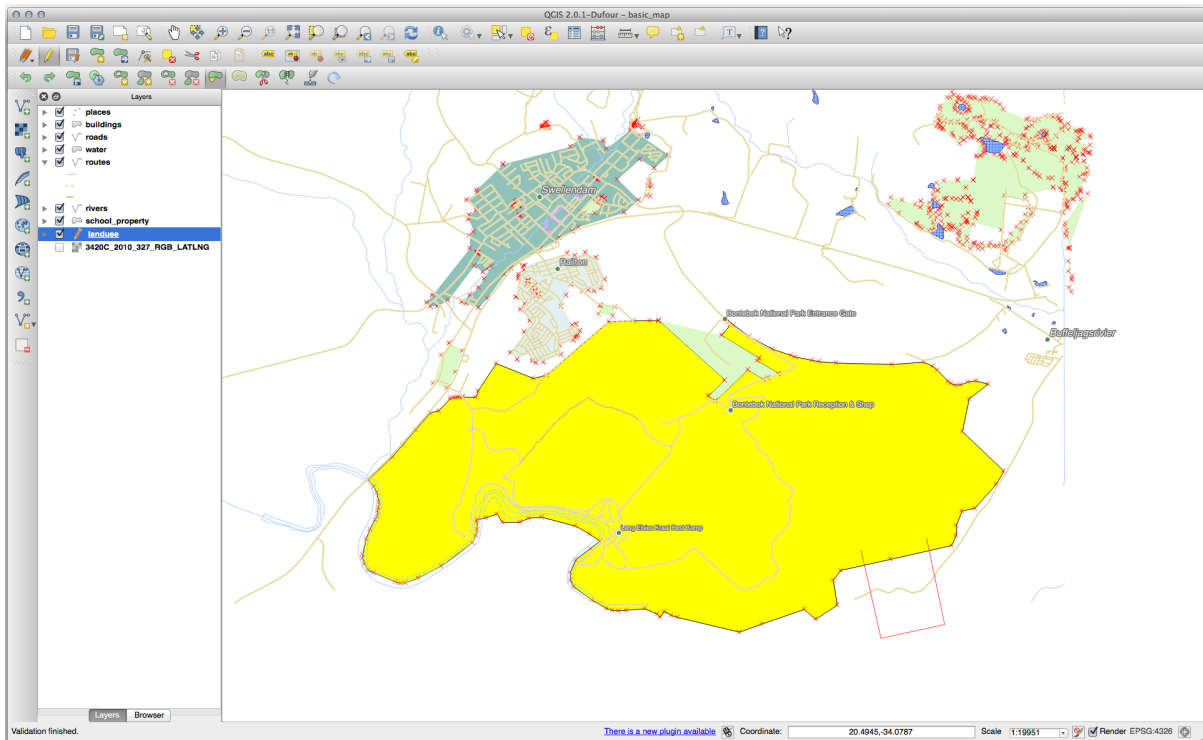 QGIS 2.0.1-Dufour - basic_map
Layers
places
buildings
roads
water
routes
rivers
school_property
landuse
3420C_2010_327_RGB_LATLNG
Swellendam
Railton
Bontebok National Park Entrance Gate
Buffeljagsrivier
Bontebok National Park Reception & Shop
Lang Elsies Kraal Rest Camp
Layers Browser
Validation finished. There is a new plugin available Coordinate: 20.4945,-34.0787 Scale 1:19951 Render EPSG:4326